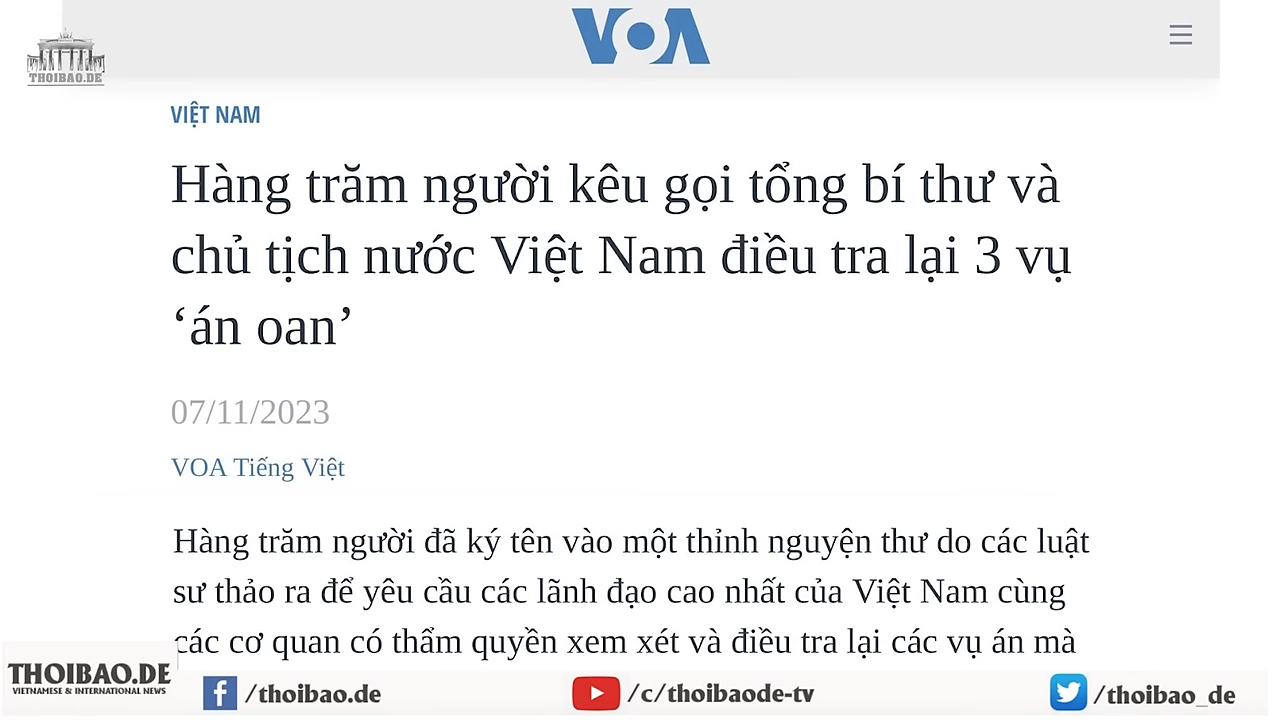 VOA
THOIBAO.DE
VIỆT NAM
Hàng trăm người kêu gọi tổng bí thư và
chủ tịch nước Việt Nam điều tra lại 3 vụ
‘án oan’
07/11/2023
VOA Tiếng Việt
Hàng trăm người đã ký tên vào một thỉnh nguyện thư do các luật
sư thảo ra để yêu cầu các lãnh đạo cao nhất của Việt Nam cùng
các cơ quan có thẩm quyền xem xét và điều tra lại các vụ án mà
THOIBAO.DE
VIETNAMESE & INTERNATIONAL NEWS
/thoibao.de
/c/thoibaode-tv
/thoibao_de